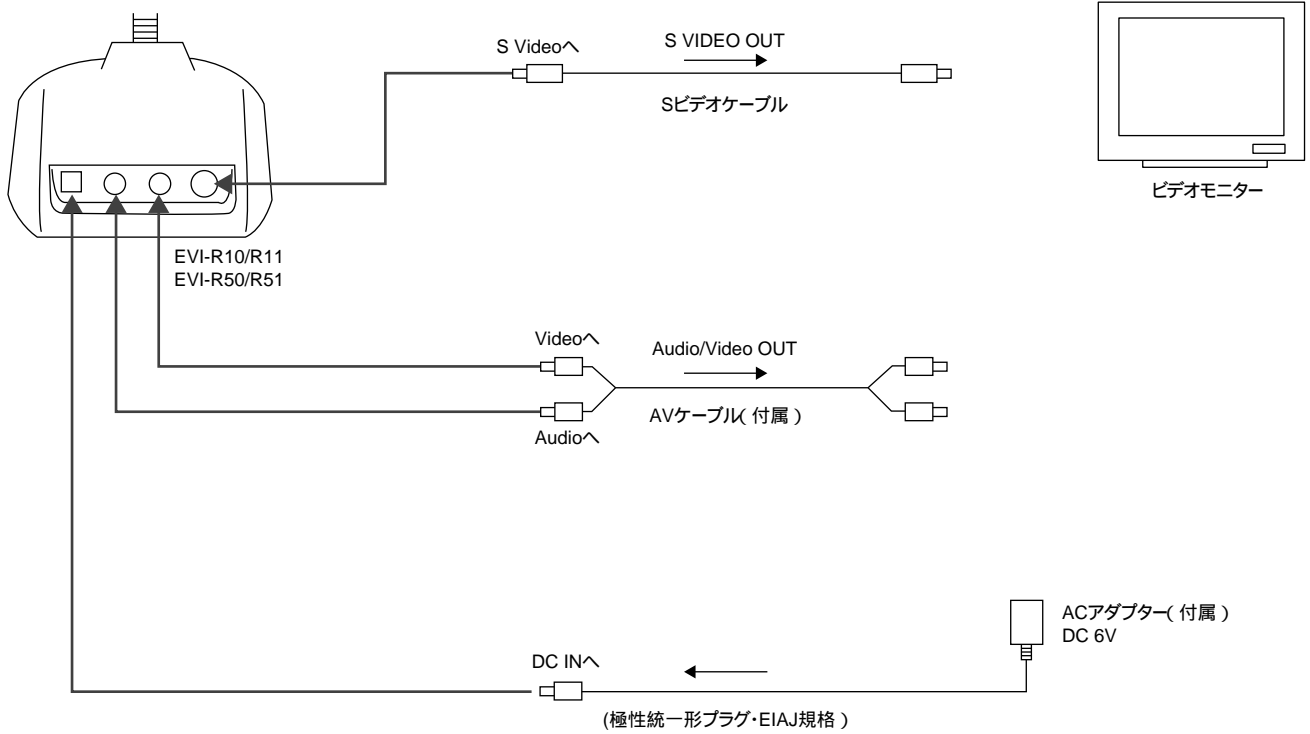 S Videoへ
S VIDEO OUT
Sビデオケーブル
ビデオモニター
EVI-R10/R11
EVI-R50/R51
Videoへ
Audio/Video OUT
AVケーブル(付属)
Audioへ
ACアダプター(付属)
DC 6V
DC INへ
(極性統一形プラグ・EIAJ規格)